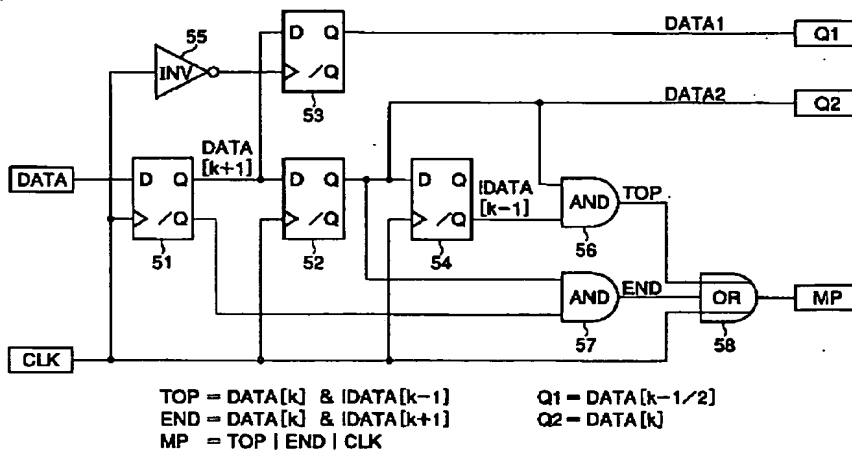 55
INV
D Q
/Q
53
DATA1
Q1
DATA2
Q2
DATA
D Q
/Q
51
DATA
[k+1]
D Q
/Q
52
D Q
/Q
54
!DATA
[k-1]
AND
56
TOP
AND
57
END
OR
58
MP
CLK
TOP = DATA[k] & !DATA[k-1]
END = DATA[k] & !DATA[k+1]
MP = TOP | END | CLK
Q1 = DATA[k-1/2]
Q2 = DATA[k]